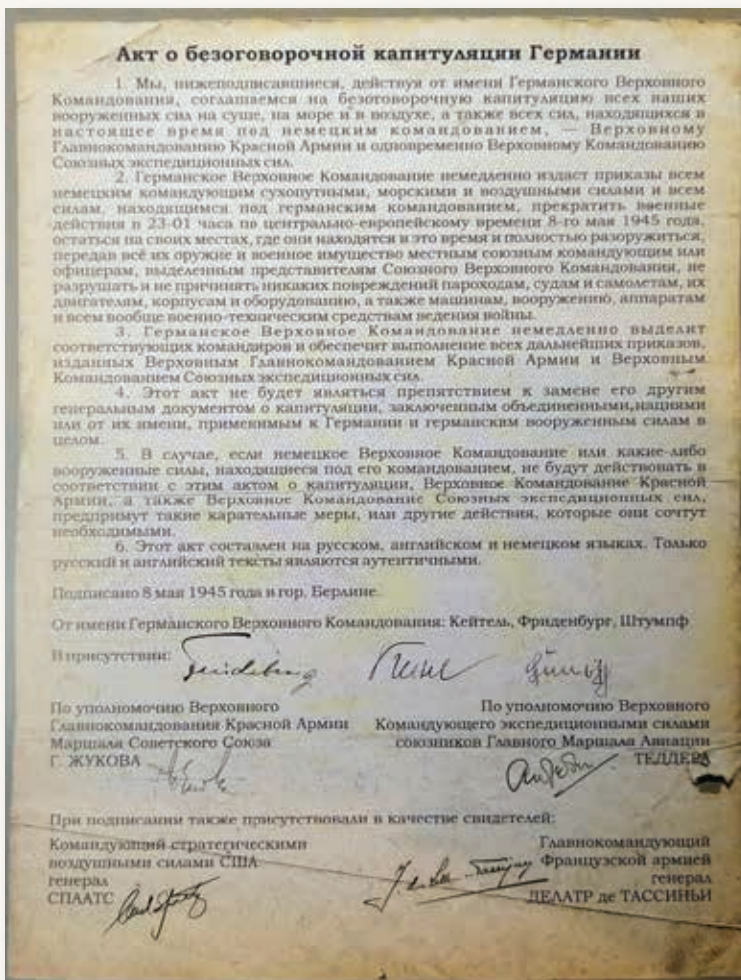 Акт о безоговорочной капитуляции Германии
1. Мы, нижеподписавшиеся, действуя от имени Германского Верховного
Командования, соглашаемся на безоговорочную капитуляцию всех наших
вооруженных сил на суше, на море и в воздухе, а также всех сил, находящихся в
настоящее время под немецким командованием, — Верховному
Главнокомандованию Красной Армии и одновременно Верховному Командованию
Союзных экспедиционных сил.
2. Германское Верховное Командование немедленно издаст приказы всем
немецким командующим сухопутными, морскими и воздушными силами и всем
силам, находящимся под германским командованием, прекратить военные
действия в 23-01 часа по центрально-европейскому времени 8-го мая 1945 года,
остаться на своих местах, где они находятся в это время и полностью разоружиться,
передав всё их оружие и военное имущество местным союзным командующим или
офицерам, выделенным представителям Союзного Верховного Командования, не
разрушать и не причинять никаких повреждений пароходам, судам и самолетам, их
двигателям, корпусам и оборудованию, а также машинам, вооружению, аппаратам
и всем вообще военно-техническим средствам ведения войны.
3. Германское Верховное Командование немедленно выделит
соответствующих командиров и обеспечит выполнение всех дальнейших приказов,
изданных Верховным Главнокомандованием Красной Армии и Верховным
Командованием Союзных экспедиционных сил.
4. Этот акт не будет являться препятствием к замене его другим
генеральным документом о капитуляции, заключенным объединенными,нациями
или от их имени, применимым к Германии и германским вооруженным силам в
целом.
5. В случае, если немецкое Верховное Командование или какие-либо
вооруженные силы, находящиеся под его командованием, не будут действовать в
соответствии с этим актом о капитуляции, Верховное Командование Красной
Армии, а также Верховное Командование Союзных экспедиционных сил,
предпримут такие карательные меры, или другие действия, которые они сочтут
необходимыми.
6. Этот акт составлен на русском, английском и немецком языках. Только
русский и английский тексты являются аутентичными.
Подписано 8 мая 1945 года в гор. Берлине.
От имени Германского Верховного Командования: Кейтель, Фриденбург, Штумпф
В присутствии:
По уполномочию Верховного
Главнокомандования Красной Армии
Маршала Советского Союза
Г. ЖУКОВА
По уполномочию Верховного
Командующего экспедиционными силами
союзников Главного Маршала Авиации
ТЕДДЕРА
При подписании также присутствовали в качестве свидетелей:
Командующий стратегическими
воздушными силами США
генерал
СПААТС
Главнокомандующий
Французской армией
генерал
ДЕЛАТР де ТАССИНЬИ